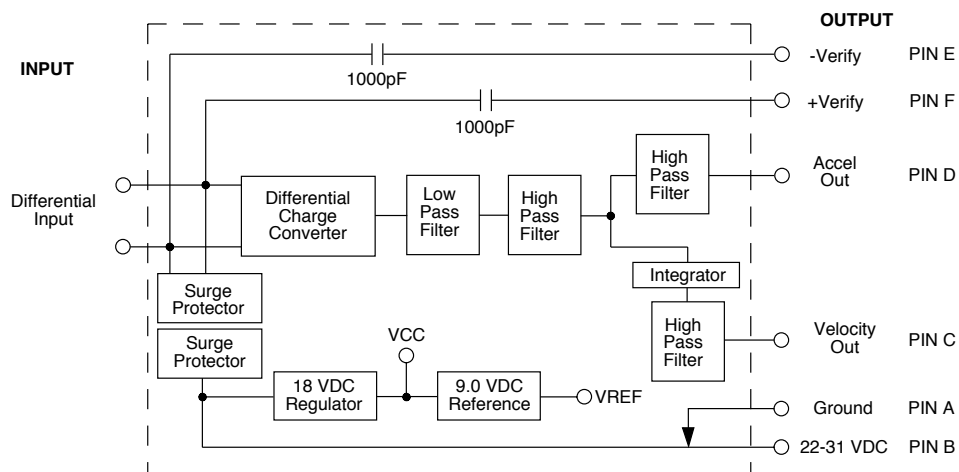 INPUT
OUTPUT
-Verify PIN E
1000pF
+Verify PIN F
1000pF
Differential
Input
Differential
Charge
Converter
Low
Pass
Filter
High
Pass
Filter
High
Pass
Filter
Accel
Out
PIN D
Integrator
High
Pass
Filter
Velocity
Out
PIN C
Surge
Protector
Surge
Protector
VCC
18 VDC
Regulator
9.0 VDC
Reference
VREF
Ground PIN A
22-31 VDC PIN B